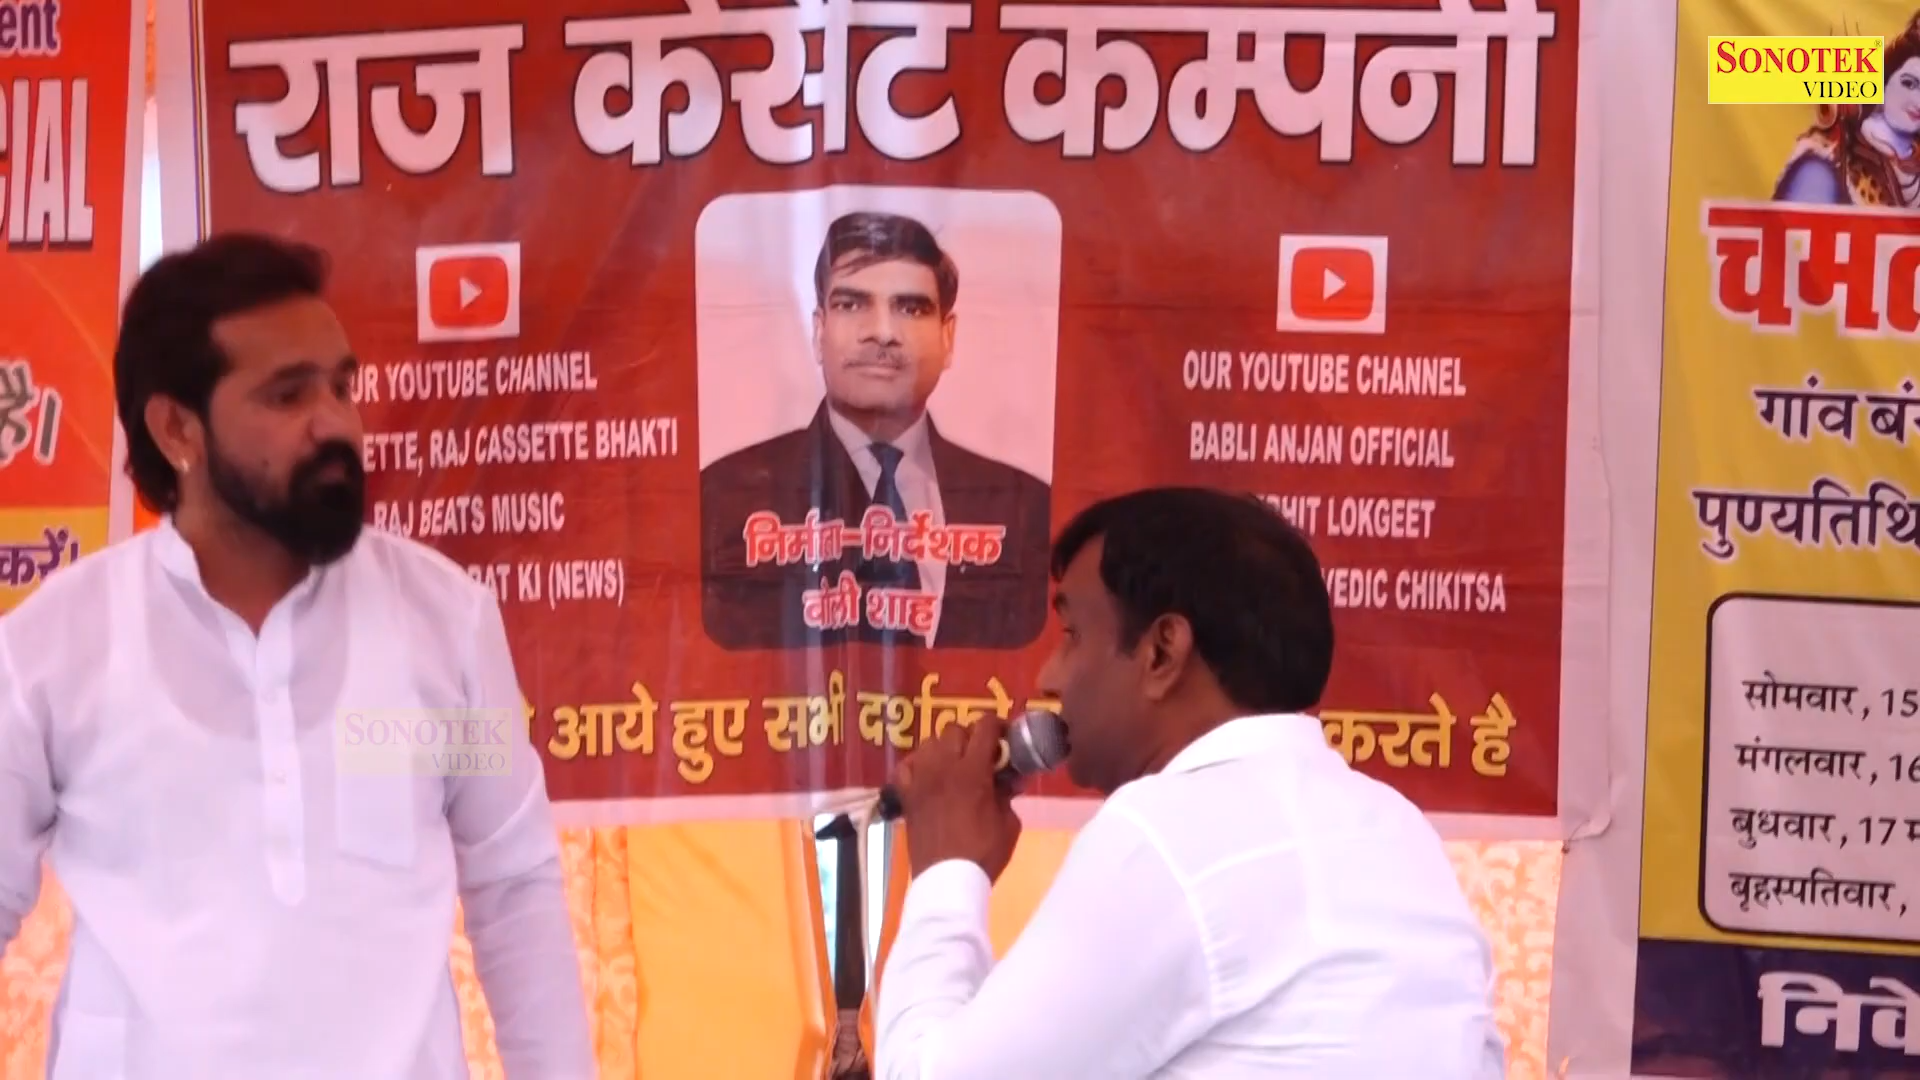 ent
CIAL
है।
करें।
राज केसेट कम्पनी
UR YOUTUBE CHANNEL
ETTE, RAJ CASSETTE BHAKTI
RAJ BEATS MUSIC
RAT KI (NEWS)
निर्माता-निर्देशक
वोली शाह
OUR YOUTUBE CHANNEL
BABLI ANJAN OFFICIAL
HIT LOKGEET
VEDIC CHIKITSA
आये हुए सभी
करते है
SONOTEK
VIDEO
SONOTEK
VIDEO
गांव
पुण्यतिथि
सोमवार, 15
मंगलवार, 16
बुधवार, 17
बृहस्पतिवार,